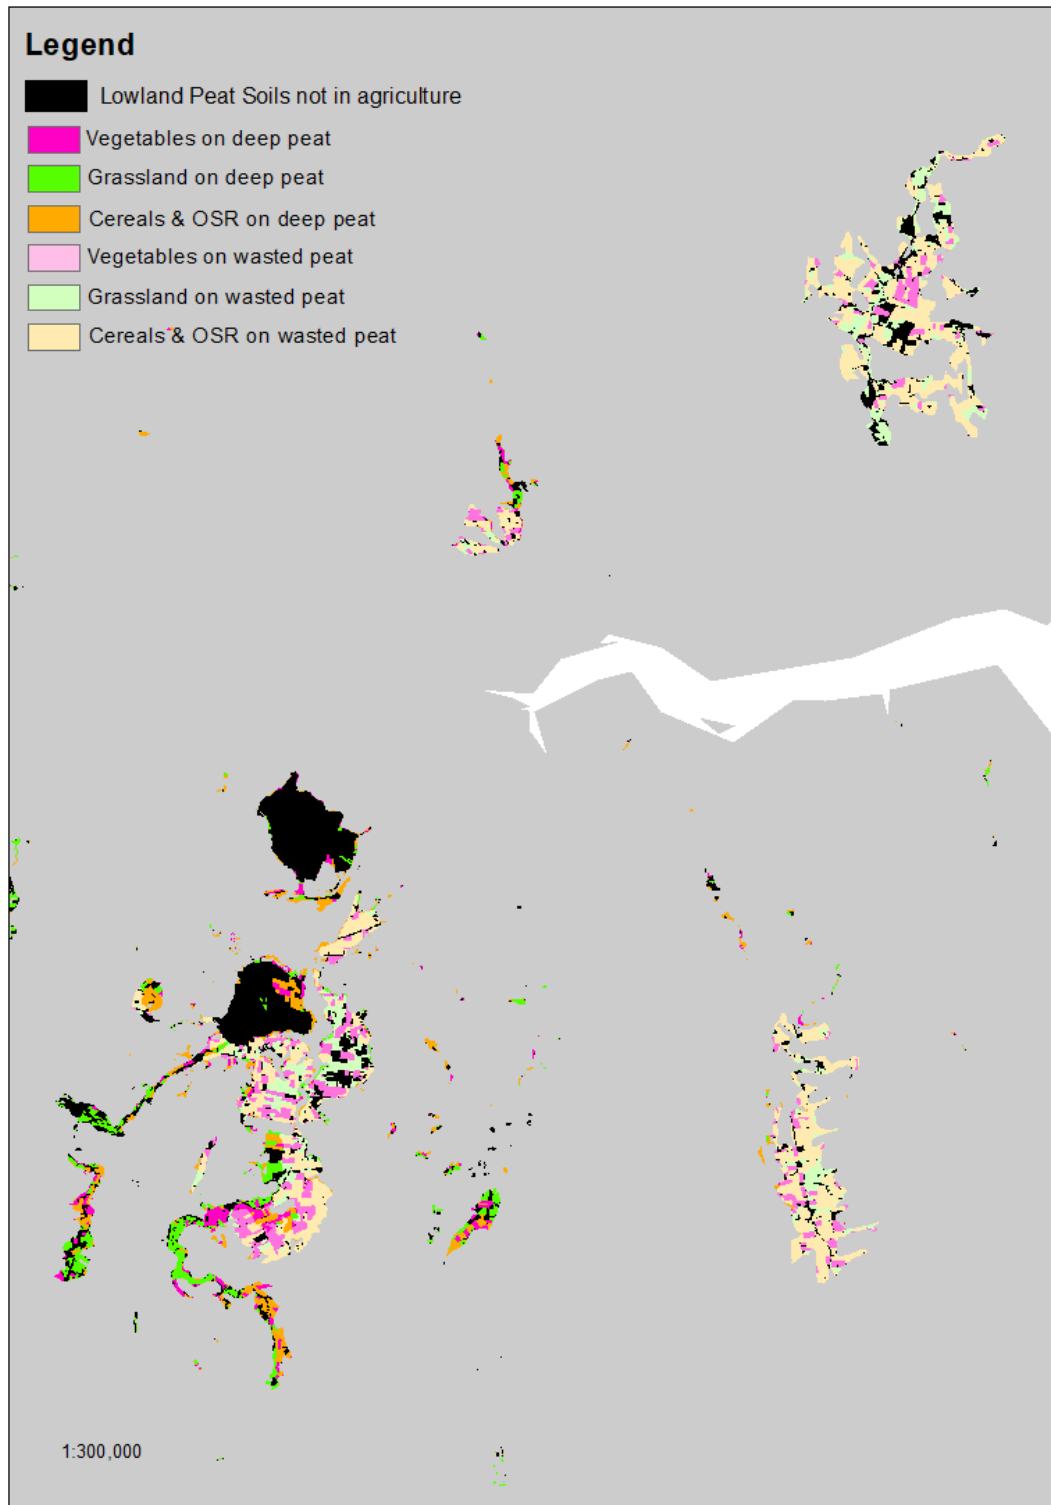 Legend
Lowland Peat Soils not in agriculture
Vegetables on deep peat
Grassland on deep peat
Cereals & OSR on deep peat
Vegetables on wasted peat
Grassland on wasted peat
Cereals & OSR on wasted peat
1:300,000